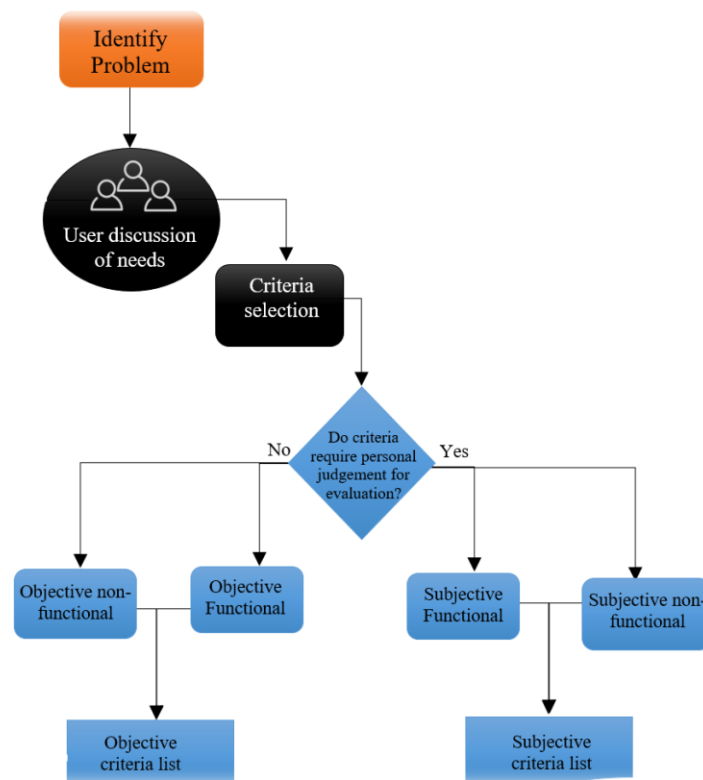 Identify
Problem
User discussion
of needs
Criteria
selection
Do criteria
require personal
judgement for
evaluation?
No
Yes
Objective non-
functional
Objective
Functional
Subjective
Functional
Subjective non-
functional
Objective
criteria list
Subjective
criteria list